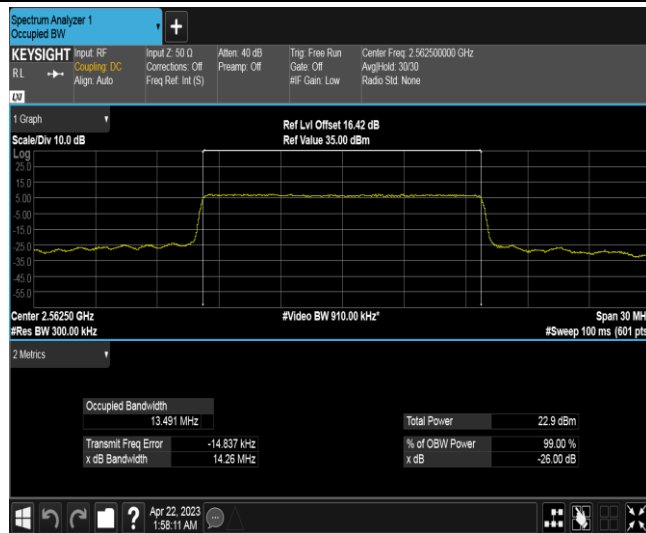 Spectrum Analyzer 1
Occupied BW
+
KEYSIGHT
RL
LXI
Input: RF
Coupling: DC
Align: Auto
Input Z: 50 Ω
Corrections: Off
Freq Ref: Int (S)
Atten: 40 dB
Preamp: Off
Trig: Free Run
Gate: Off
#IF Gain: Low
Center Freq: 2.562500000 GHz
Avg|Hold: 30/30
Radio Std: None
1 Graph
Scale/Div 10.0 dB
Ref Lvl Offset 16.42 dB
Ref Value 35.00 dBm
Log
25.0
15.0
5.00
-5.00
-15.0
-25.0
-35.0
-45.0
-55.0
Center 2.56250 GHz
#Res BW 300.00 kHz
#Video BW 910.00 kHz*
Span 30 MH
#Sweep 100 ms (601 pts
2 Metrics
Occupied Bandwidth
13.491 MHz
Transmit Freq Error -14.837 kHz
x dB Bandwidth 14.26 MHz
Total Power 22.9 dBm
% of OBW Power 99.00 %
x dB -26.00 dB
?
Apr 22, 2023
1:58:11 AM